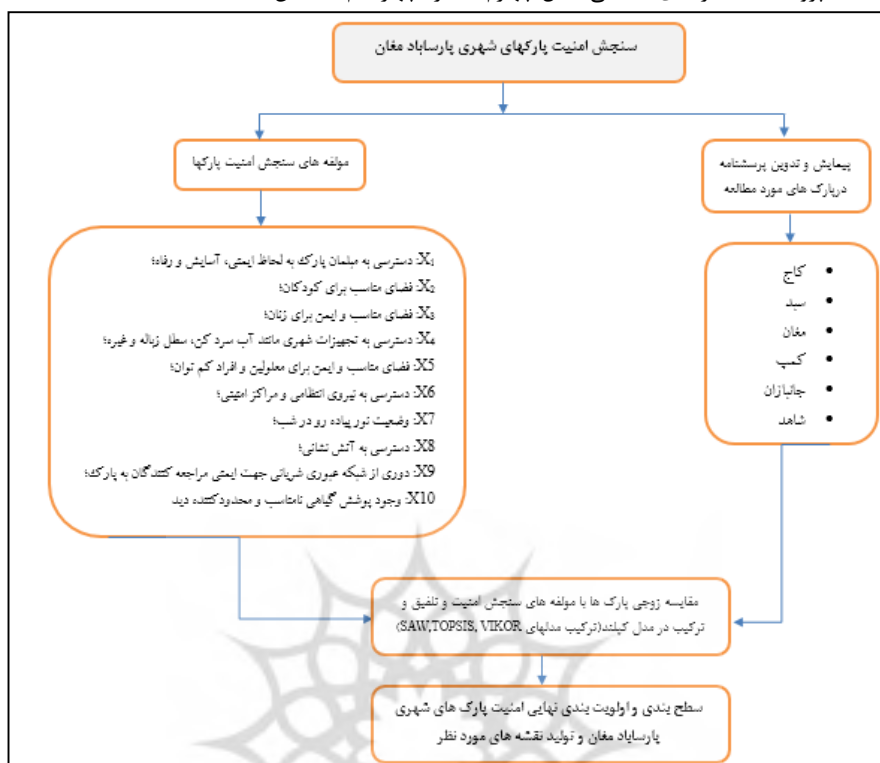 سنجش امنیت پارکهای شهری پارساباد مغان
مولفه های سنجش امنیت پارکها
پیمایش و تدوین پرسشنامه
درپارک های مورد مطالعه
X1: دسترسی به مبلمان پارک به لحاظ ایمنی، آسایش و رفاه؛
X2: فضای مناسب برای کودکان؛
X3: فضای مناسب و ایمن برای زنان؛
X4: دسترسی به تجهیزات شهری مانند آب سرد کن، سطل زباله و غیره؛
X5: فضای مناسب و ایمن برای معلولین و افراد کم توان؛
X6: دسترسی به نیروی انتظامی و مراکز امنیتی؛
X7: وضعیت نور پیاده رو در شب؛
X8: دسترسی به آتش نشانی؛
X9: دوری از شبکه عبوری شریانی جهت ایمنی مراجعه کنندگان به پارک؛
X10: وجود پوشش گیاهی نامناسب و محدودکننده دید
• کاج
• سبد
• مغان
• کمپ
• جانبازان
• شاهد
مقایسه زوجی پارک ها با مولفه های سنجش امنیت و تلفیق و
ترکیب در مدل کپلند(ترکیب مدلهای SAW,TOPSIS, VIKOR)
سطح بندی و اولویت بندی نهایی امنیت پارک های شهری
پارساباد مغان و تولید نقشه های مورد نظر